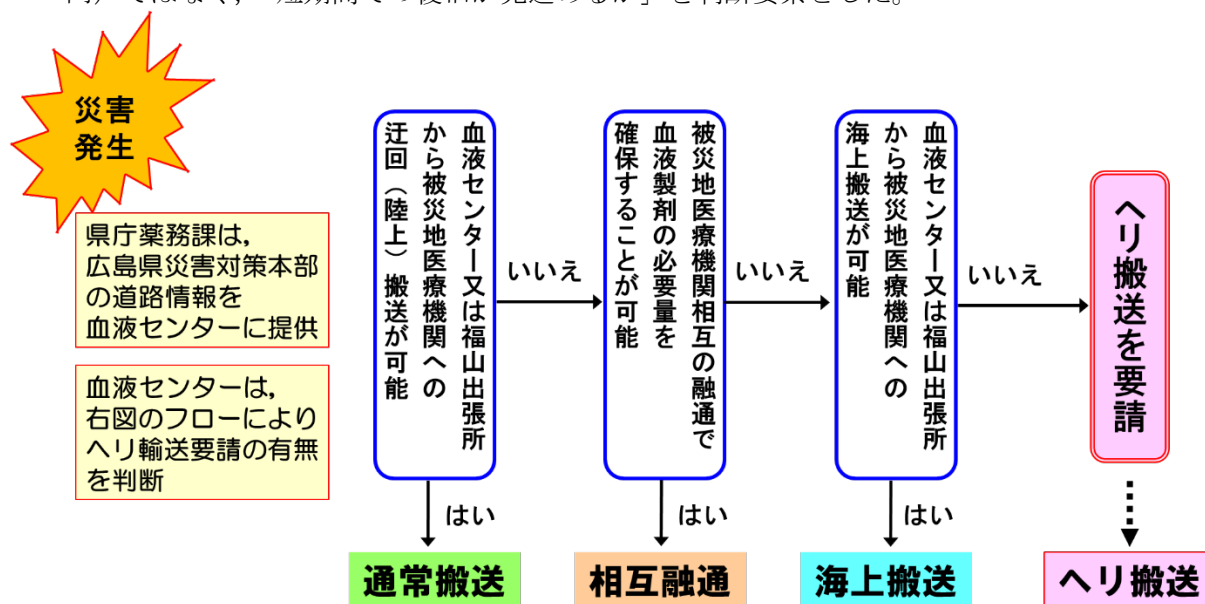 間）ではなく，「短期間での復旧が見込めるか」を判断要素とした。
災害
発生
県庁薬務課は，
広島県災害対策本部
の道路情報を
血液センターに提供
血液センターは，
右図のフローにより
ヘリ輸送要請の有無
を判断
血液センター又は福山出張所
から被災地医療機関への
迂回（陸上）搬送が可能
いいえ
はい
通常搬送
被災地医療機関相互の融通で
血液製剤の必要量を
確保することが可能
いいえ
はい
相互融通
血液センター又は福山出張所
から被災地医療機関への
海上搬送が可能
いいえ
はい
海上搬送
ヘリ搬送を要請
ヘリ搬送